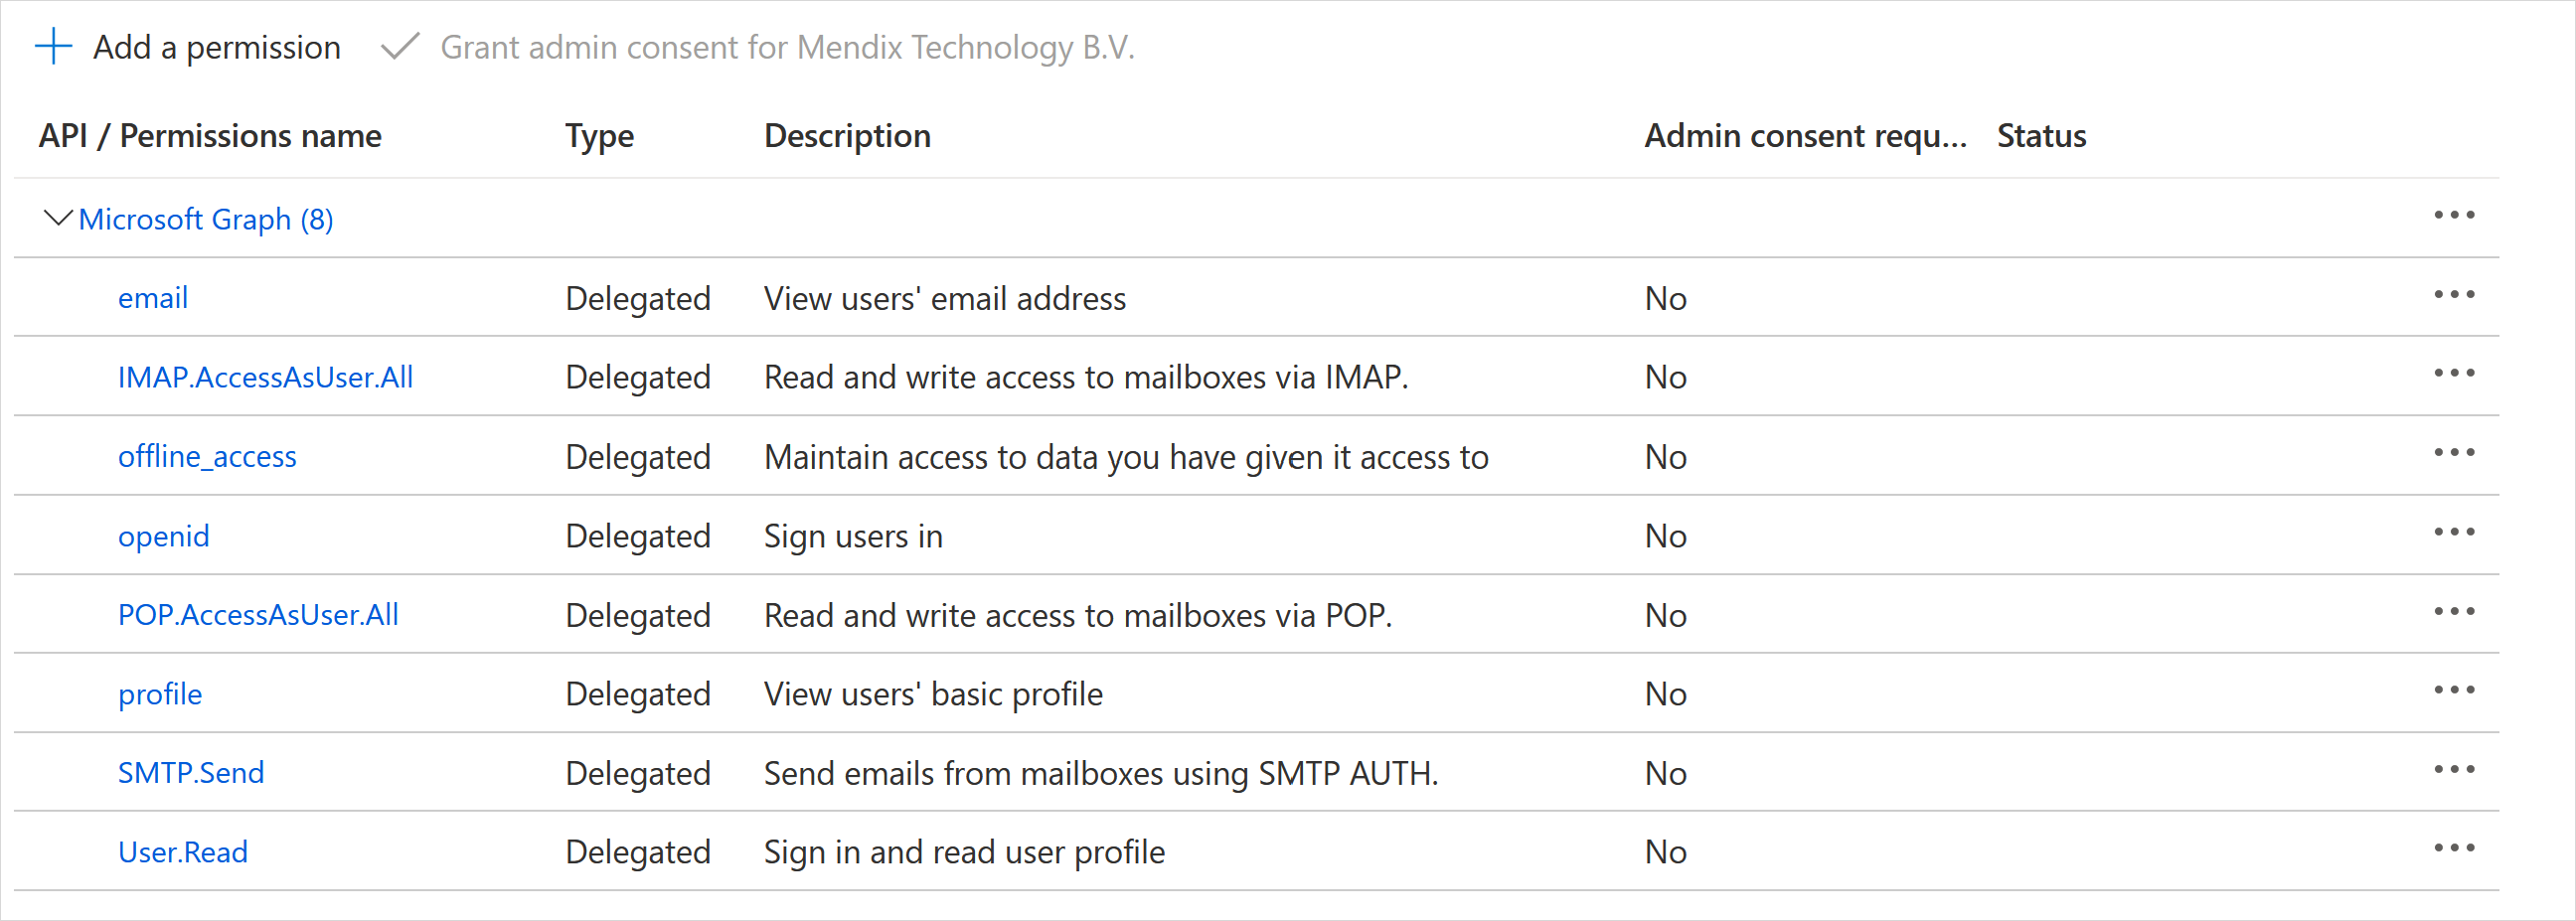 Add a permission Grant admin consent for Mendix Technology B.V.
API / Permissions name Type Description Admin consent requ... Status
Microsoft Graph (8)
email Delegated View users' email address No
IMAP.AccessAsUser.All Delegated Read and write access to mailboxes via IMAP. No
offline_access Delegated Maintain access to data you have given it access to No
openid Delegated Sign users in No
POP.AccessAsUser.All Delegated Read and write access to mailboxes via POP. No
profile Delegated View users' basic profile No
SMTP.Send Delegated Send emails from mailboxes using SMTP AUTH. No
User.Read Delegated Sign in and read user profile No